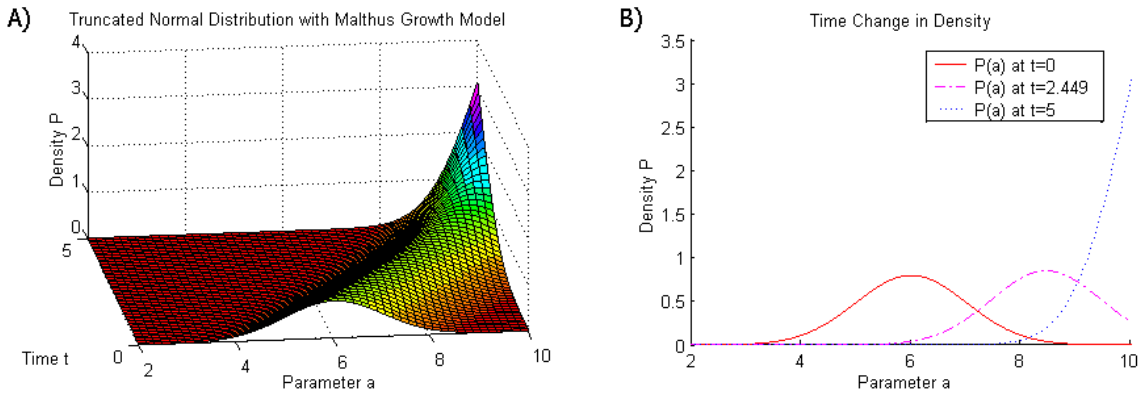 A)
Truncated Normal Distribution with Malthus Growth Model
4
3
2
1
0
Density P
5
0
Time t
2
4
6
8
10
Parameter a
B)
Time Change in Density
P(a) at t=0
P(a) at t=2.449
P(a) at t=5
3.5
3
2.5
2
1.5
1
0.5
0
Density P
2
4
6
8
10
Parameter a